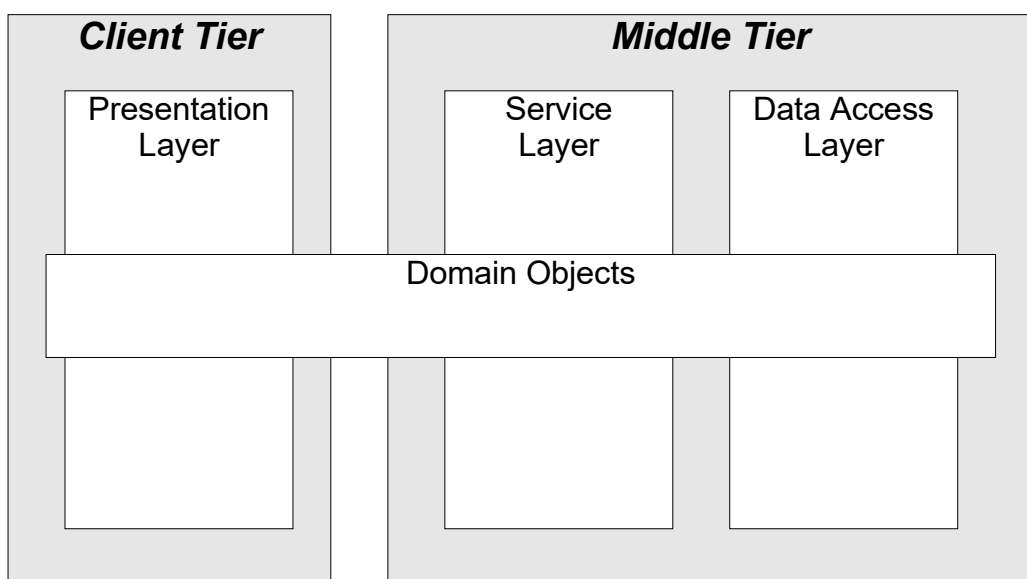 Client Tier
Middle Tier
Presentation
Layer
Service
Layer
Data Access
Layer
Domain Objects